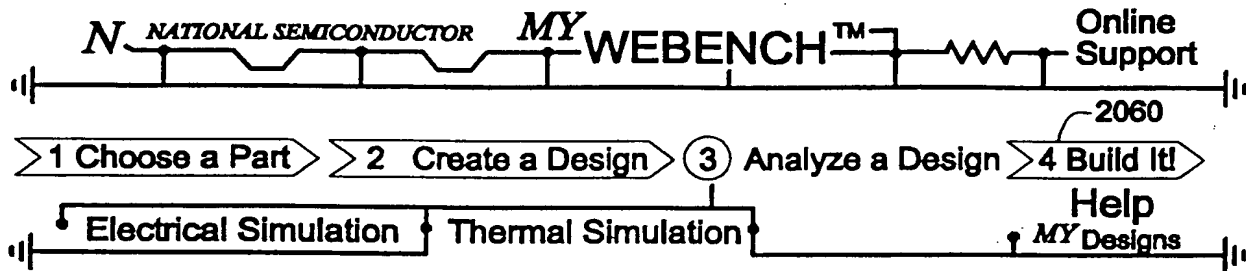 N NATIONAL SEMICONDUCTOR MY WEBENCH™ Online Support
2060
1 Choose a Part 2 Create a Design 3 Analyze a Design 4 Build It!
Electrical Simulation Thermal Simulation Help
MY Designs